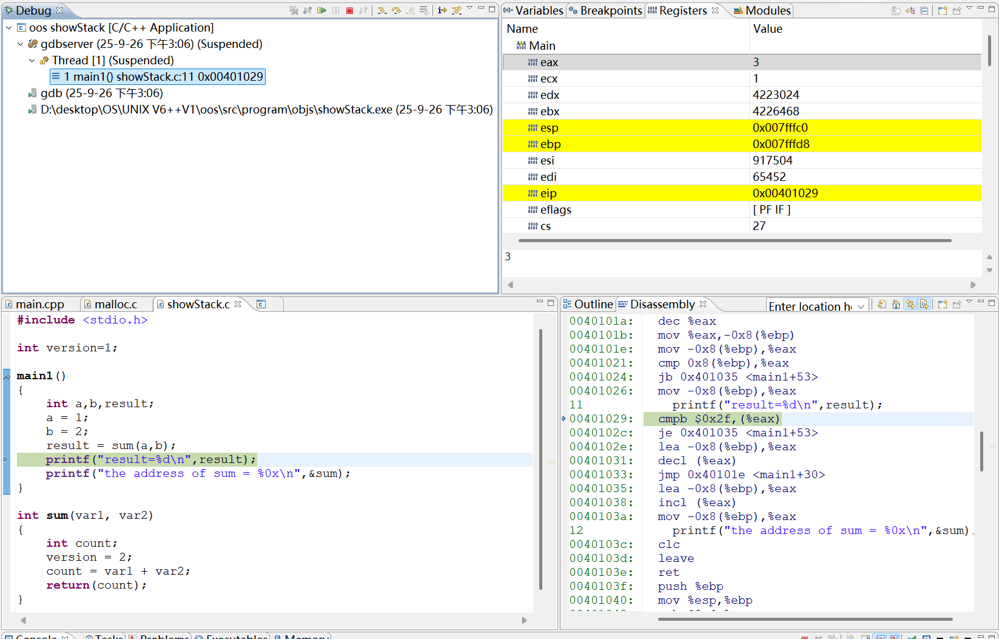 Debug
oos showStack [C/C++ Application]
gdbserver (25-9-26 下午3:06) (Suspended)
Thread [1] (Suspended)
1 main1() showStack.c:11 0x00401029
gdb (25-9-26 下午3:06)
D:\desktop\OS\UNIX V6++V1\oos\src\program\objs\showStack.exe (25-9-26 下午3:06)
Variables Breakpoints Registers Modules
Name Value
Main
eax 3
ecx 1
edx 4223024
ebx 4226468
esp 0x007fffc0
ebp 0x007fffd8
esi 917504
edi 65452
eip 0x00401029
eflags [ PF IF ]
cs 27
3
main.cpp malloc.c showStack.c
#include <stdio.h>
int version=1;
main1()
{
int a,b,result;
a = 1;
b = 2;
result = sum(a,b);
printf("result=%d\n",result);
printf("the address of sum = %0x\n",&sum);
}
int sum(var1, var2)
{
int count;
version = 2;
count = var1 + var2;
return(count);
}
Outline Disassembly Enter location h
0040101a: dec %eax
0040101b: mov %eax,-0x8(%ebp)
0040101e: mov -0x8(%ebp),%eax
00401021: cmp 0x8(%ebp),%eax
00401024: jb 0x401035 <main1+53>
00401026: mov -0x8(%ebp),%eax
11 printf("result=%d\n",result);
00401029: cmpb $0x2f,(%eax)
0040102c: je 0x401035 <main1+53>
0040102e: lea -0x8(%ebp),%eax
00401031: decl (%eax)
00401033: jmp 0x40101e <main1+30>
00401035: lea -0x8(%ebp),%eax
00401038: incl (%eax)
0040103a: mov -0x8(%ebp),%eax
12 printf("the address of sum = %0x\n",&sum)
0040103c: clc
0040103d: leave
0040103e: ret
0040103f: push %ebp
00401040: mov %esp,%ebp
Console Tasks Problems Executables Memory